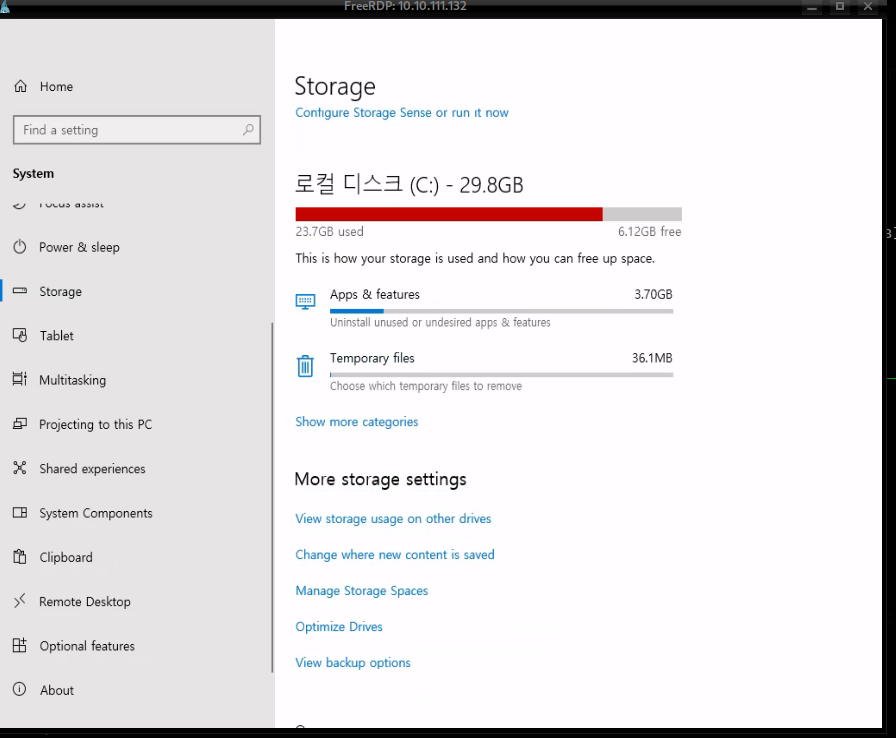 FreeRDP: 10.10.111.132
Home
Find a setting
System
Focus assist
Power & sleep
Storage
Tablet
Multitasking
Projecting to this PC
Shared experiences
System Components
Clipboard
Remote Desktop
Optional features
About
Storage
Configure Storage Sense or run it now
로컬 디스크 (C:) - 29.8GB
23.7GB used
6.12GB free
This is how your storage is used and how you can free up space.
Apps & features
3.70GB
Uninstall unused or undesired apps & features
Temporary files
36.1MB
Choose which temporary files to remove
Show more categories
More storage settings
View storage usage on other drives
Change where new content is saved
Manage Storage Spaces
Optimize Drives
View backup options